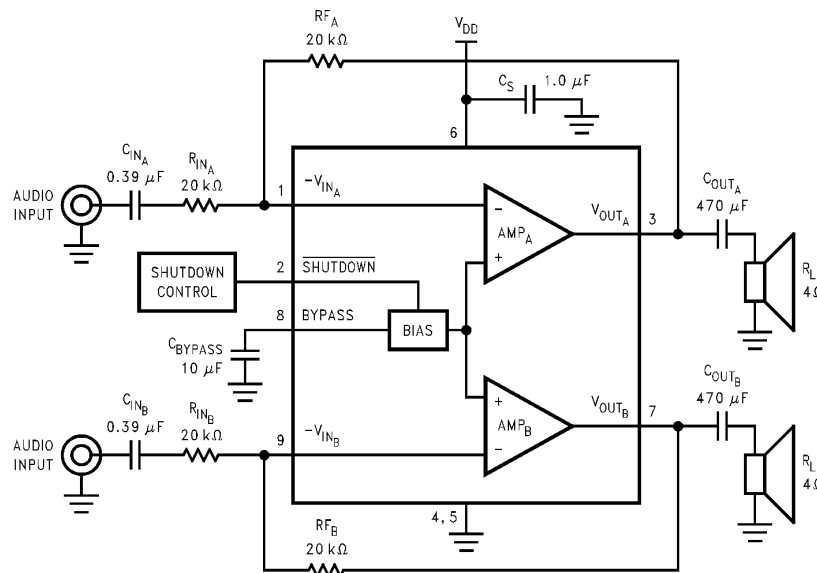 RF_A
20 kΩ
V_DD
C_S
1.0 µF
6
C_IN_A
0.39 µF
R_IN_A
20 kΩ
AUDIO
INPUT
1
-V_IN_A
−
AMP_A
+
V_OUT_A
3
C_OUT_A
470 µF
R_L
4Ω
SHUTDOWN
CONTROL
2
SHUTDOWN
8
BYPASS
BIAS
C_BYPASS
10 µF
C_IN_B
0.39 µF
R_IN_B
20 kΩ
AUDIO
INPUT
9
-V_IN_B
+
AMP_B
−
V_OUT_B
7
C_OUT_B
470 µF
R_L
4Ω
4, 5
RF_B
20 kΩ